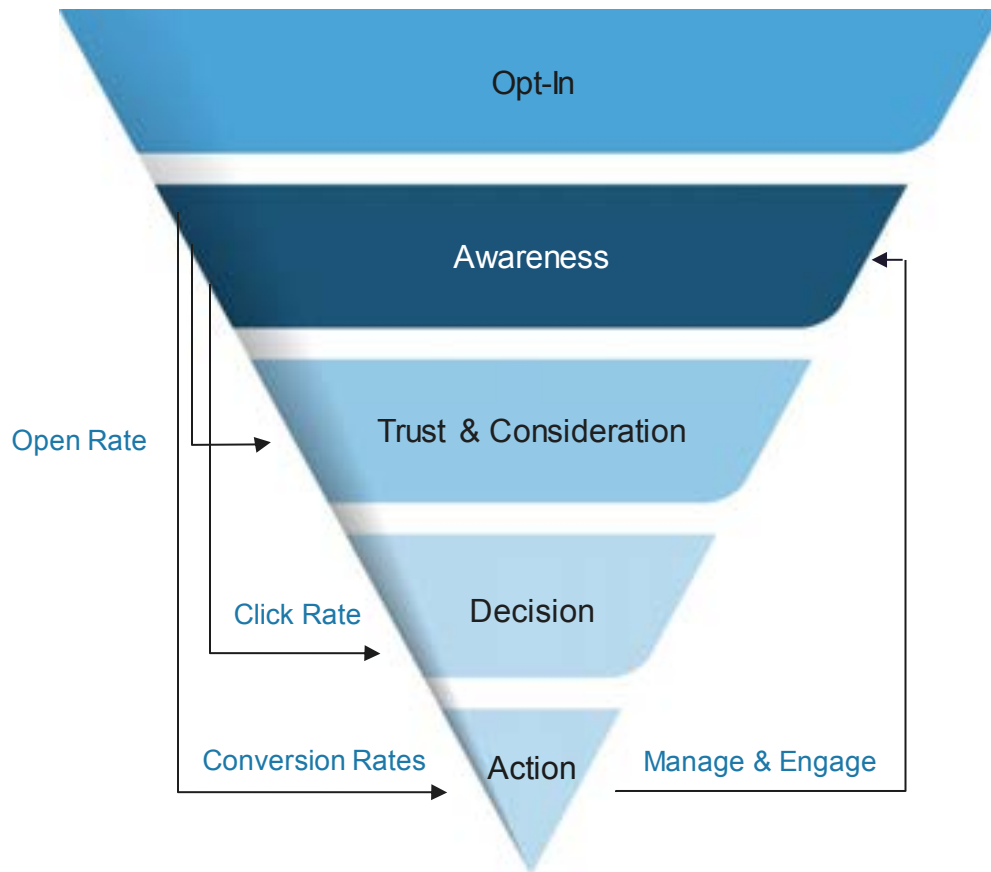 Opt-In
Awareness
Trust & Consideration
Open Rate
Decision
Click Rate
Conversion Rates
Action
Manage & Engage